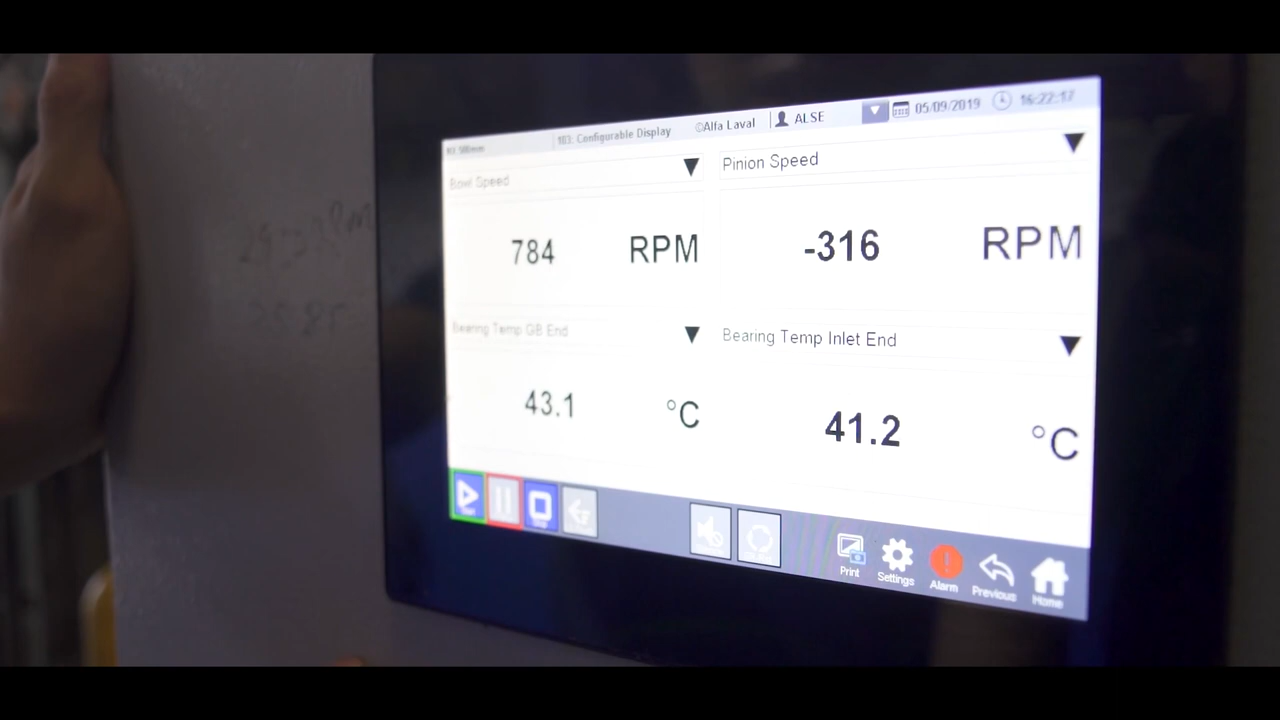 103: Configurable Display ©Alfa Laval ALSE 05/09/2019 16:22:17
Bowl Speed
Pinion Speed
784 RPM
-316 RPM
Bearing Temp GB End
Bearing Temp Inlet End
43.1 °C
41.2 °C
Print
Settings
Alarm
Previous
Home